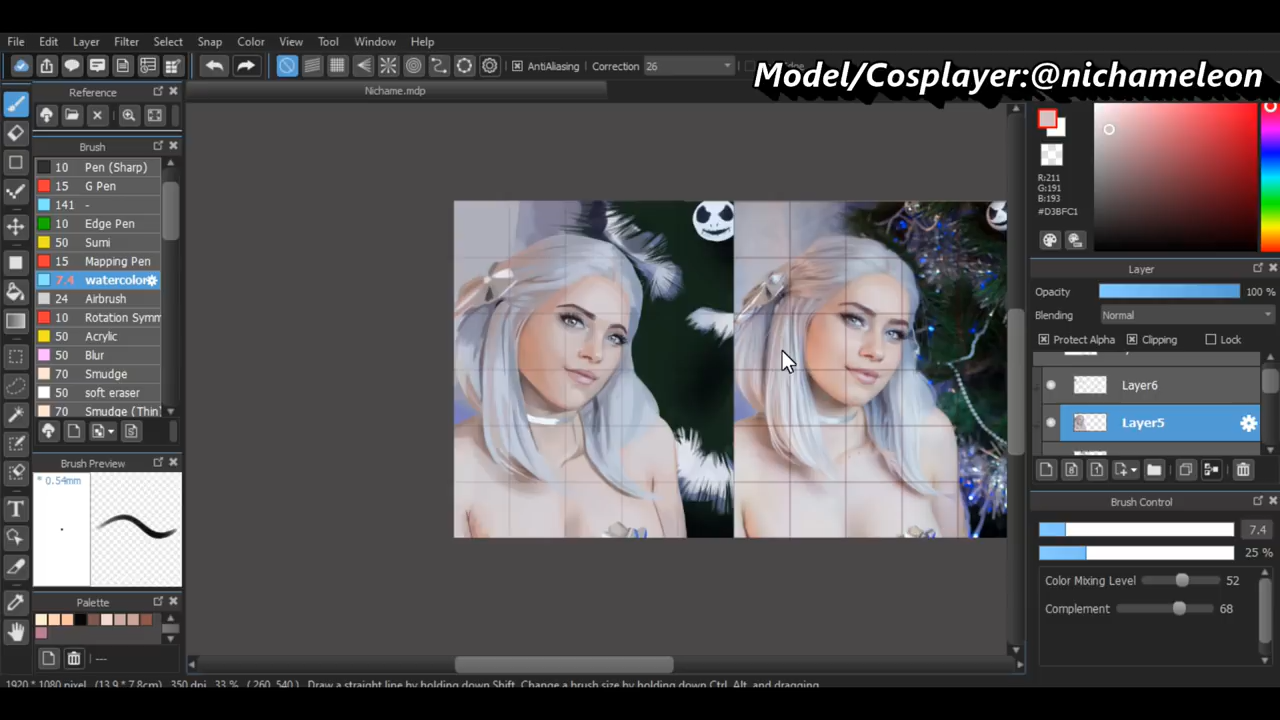 File Edit Layer Filter Select Snap Color View Tool Window Help
Model/Cosplayer:@nichameleon
AntiAliasing Correction 26
Reference
Nichame.mdp
Brush
10 Pen (Sharp)
15 G Pen
141 -
10 Edge Pen
50 Sumi
15 Mapping Pen
7.4 watercolor
24 Airbrush
10 Rotation Symm
50 Acrylic
50 Blur
70 Smudge
50 soft eraser
70 Smudge (Thin)
Brush Preview
* 0.54mm
Palette
---
R:211
G:191
B:193
#D3BFC1
Layer
Opacity 100 %
Blending Normal
Protect Alpha Clipping Lock
Layer6
Layer5
Brush Control
7.4
25 %
Color Mixing Level 52
Complement 68
1920 * 1080 pixel (13.9 * 7.8cm) 350 dpi 33 % ( 260, 540 ) Draw a straight line by holding down Shift, Change a brush size by holding down Ctrl, Alt, and dragging